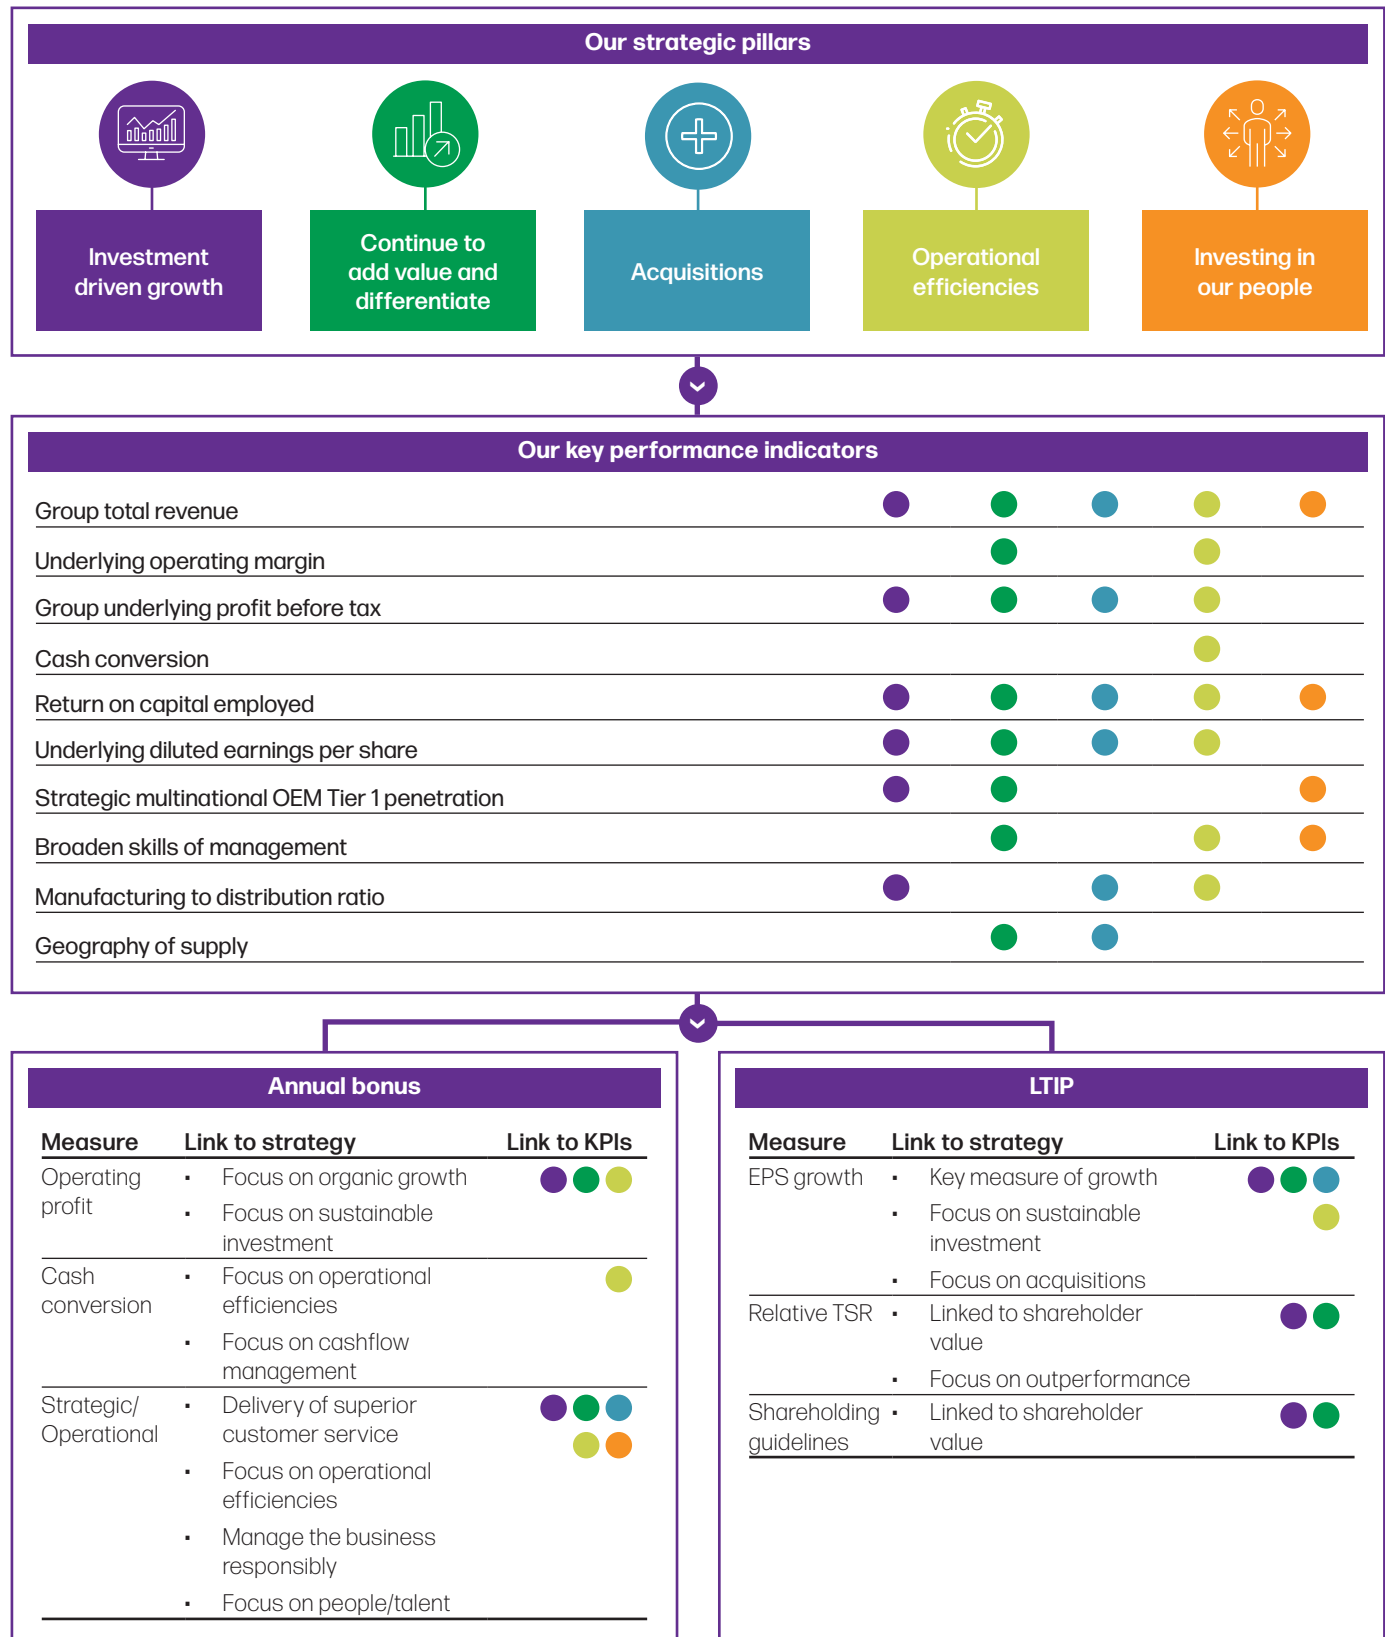 Our strategic pillars
Investment
driven growth
Continue to
add value and
differentiate
Acquisitions
Operational
efficiencies
Investing in
our people
Our key performance indicators
Group total revenue
Underlying operating margin
Group underlying profit before tax
Cash conversion
Return on capital employed
Underlying diluted earnings per share
Strategic multinational OEM Tier 1 penetration
Broaden skills of management
Manufacturing to distribution ratio
Geography of supply
Annual bonus
Measure Link to strategy Link to KPIs
Operating ▪ Focus on organic growth
profit ▪ Focus on sustainable
investment
Cash ▪ Focus on operational
conversion efficiencies
▪ Focus on cashflow
management
Strategic/ ▪ Delivery of superior
Operational customer service
▪ Focus on operational
efficiencies
▪ Manage the business
responsibly
▪ Focus on people/talent
LTIP
Measure Link to strategy Link to KPIs
EPS growth ▪ Key measure of growth
▪ Focus on sustainable
investment
▪ Focus on acquisitions
Relative TSR ▪ Linked to shareholder
value
▪ Focus on outperformance
Shareholding ▪ Linked to shareholder
guidelines value